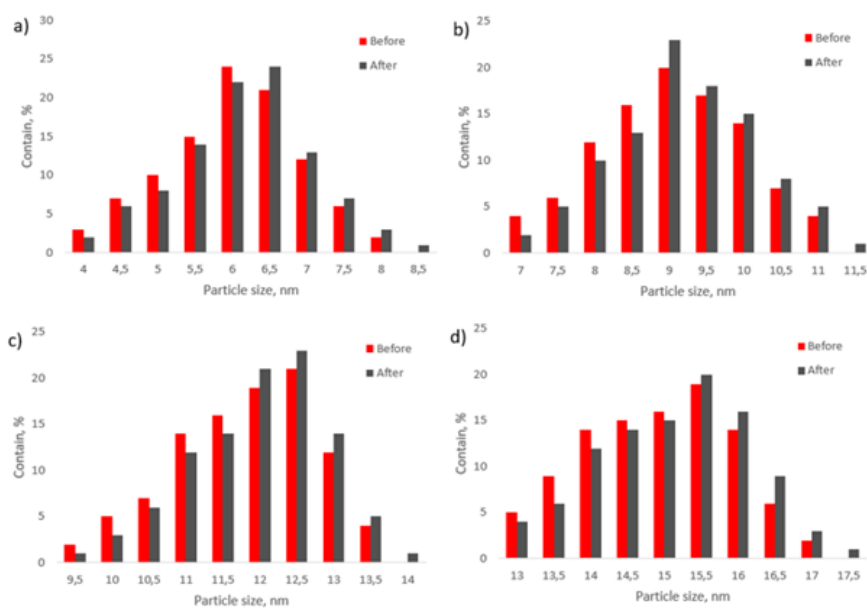 a)
30
25
20
15
10
5
0
Contain, %
Before
After
4 4,5 5 5,5 6 6,5 7 7,5 8 8,5
Particle size, nm
b)
25
20
15
10
5
0
Contain, %
Before
After
7 7,5 8 8,5 9 9,5 10 10,5 11 11,5
Particle size, nm
c)
25
20
15
10
5
0
Contain, %
Before
After
9,5 10 10,5 11 11,5 12 12,5 13 13,5 14
Particle size, nm
d)
25
20
15
10
5
0
Contain, %
Before
After
13 13,5 14 14,5 15 15,5 16 16,5 17 17,5
Particle size, nm